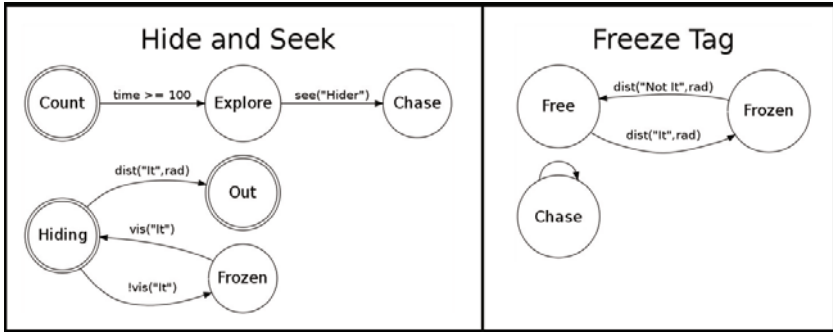 Hide and Seek
Count
time >= 100
Explore
see("Hider")
Chase
Hiding
dist("It",rad)
Out
vis("It")
!vis("It")
Frozen
Freeze Tag
Free
dist("Not It",rad)
dist("It",rad)
Frozen
Chase